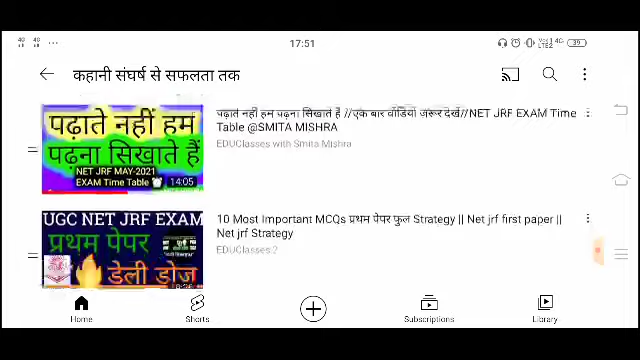 17:51
39
कहानी संघर्ष से सफलता तक
पढ़ाते नहीं हम
पढ़ना सिखाते हैं
NET JRF MAY-2021
EXAM Time Table
14:05
पढ़ाते नहीं हम पढ़ना सिखाते हैं //एक बार वीडियो ज़रूर देखें//NET JRF EXAM Time
Table @SMITA MISHRA
EDUClasses with Smita Mishra
UGC NET JRF EXAM
प्रथम पेपर
डेली डोज
10 Most Important MCQs प्रथम पेपर फुल Strategy || Net jrf first paper ||
Net jrf Strategy
EDUClasses 2
Home
Shorts
Subscriptions
Library